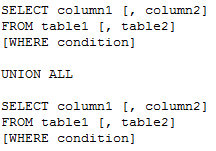 SELECT column1 [, column2]
FROM table1 [, table2]
[WHERE condition]
UNION ALL
SELECT column1 [, column2]
FROM table1 [, table2]
[WHERE condition]